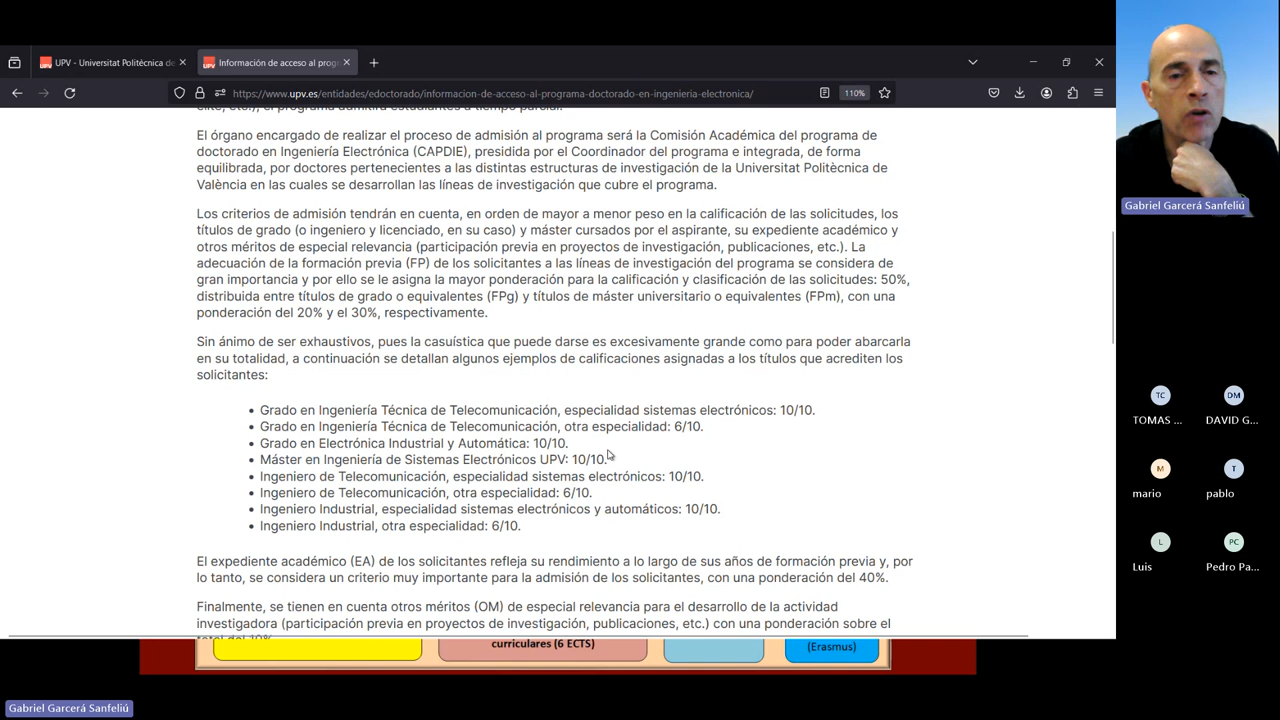 UPV - Universitat Politècnica de
Información de acceso al prog
https://www.upv.es/entidades/edoctorado/informacion-de-acceso-al-programa-doctorado-en-ingenieria-electronica/
110%
élite, etc.), el programa admitirá estudiantes a tiempo parcial.
El órgano encargado de realizar el proceso de admisión al programa será la Comisión Académica del programa de
doctorado en Ingeniería Electrónica (CAPDIE), presidida por el Coordinador del programa e integrada, de forma
equilibrada, por doctores pertenecientes a las distintas estructuras de investigación de la Universitat Politècnica de
València en las cuales se desarrollan las líneas de investigación que cubre el programa.
Los criterios de admisión tendrán en cuenta, en orden de mayor a menor peso en la calificación de las solicitudes, los
títulos de grado (o ingeniero y licenciado, en su caso) y máster cursados por el aspirante, su expediente académico y
otros méritos de especial relevancia (participación previa en proyectos de investigación, publicaciones, etc.). La
adecuación de la formación previa (FP) de los solicitantes a las líneas de investigación del programa se considera de
gran importancia y por ello se le asigna la mayor ponderación para la calificación y clasificación de las solicitudes: 50%,
distribuida entre títulos de grado o equivalentes (FPg) y títulos de máster universitario o equivalentes (FPm), con una
ponderación del 20% y el 30%, respectivamente.
Sin ánimo de ser exhaustivos, pues la casuística que puede darse es excesivamente grande como para poder abarcarla
en su totalidad, a continuación se detallan algunos ejemplos de calificaciones asignadas a los títulos que acrediten los
solicitantes:
• Grado en Ingeniería Técnica de Telecomunicación, especialidad sistemas electrónicos: 10/10.
• Grado en Ingeniería Técnica de Telecomunicación, otra especialidad: 6/10.
• Grado en Electrónica Industrial y Automática: 10/10.
• Máster en Ingeniería de Sistemas Electrónicos UPV: 10/10.
• Ingeniero de Telecomunicación, especialidad sistemas electrónicos: 10/10.
• Ingeniero de Telecomunicación, otra especialidad: 6/10.
• Ingeniero Industrial, especialidad sistemas electrónicos y automáticos: 10/10.
• Ingeniero Industrial, otra especialidad: 6/10.
El expediente académico (EA) de los solicitantes refleja su rendimiento a lo largo de sus años de formación previa y, por
lo tanto, se considera un criterio muy importante para la admisión de los solicitantes, con una ponderación del 40%.
Finalmente, se tienen en cuenta otros méritos (OM) de especial relevancia para el desarrollo de la actividad
investigadora (participación previa en proyectos de investigación, publicaciones, etc.) con una ponderación sobre el
total del 10%.
curriculares (6 ECTS)
(Erasmus)
Gabriel Garcerá Sanfeliú
Gabriel Garcerá Sanfeliú
TC
DM
TOMAS ...
DAVID G...
M
T
mario
pablo
L
PC
Luis
Pedro Pa...